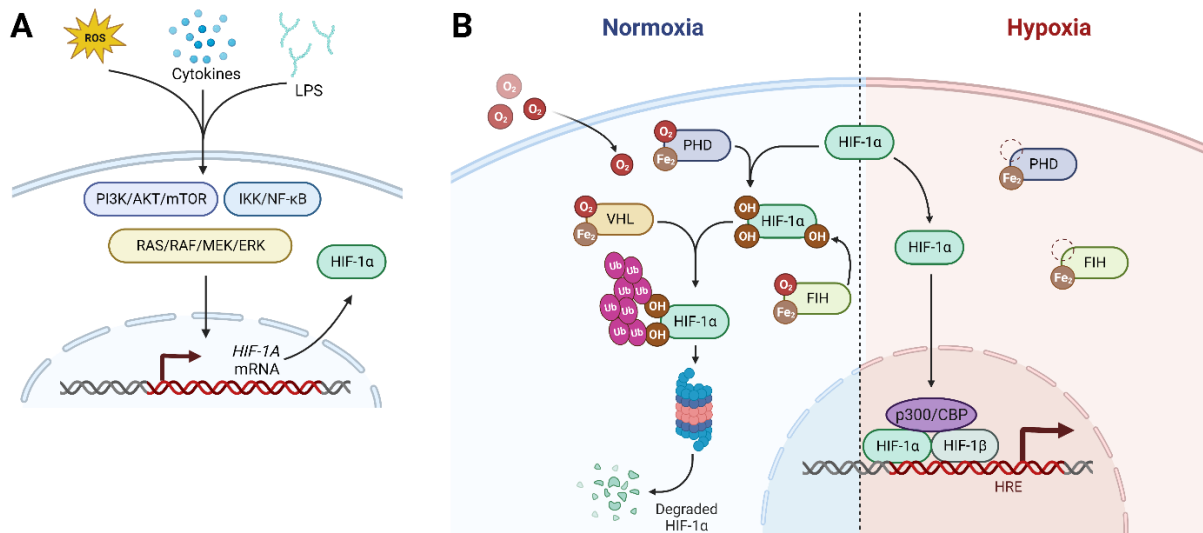 A
ROS
Cytokines
LPS
PI3K/AKT/mTOR
IKK/NF-κB
RAS/RAF/MEK/ERK
HIF-1α
HIF-1A
mRNA
B
Normoxia
Hypoxia
O₂
O₂
O₂
O₂
O₂
PHD
Fe₂
HIF-1α
PHD
Fe₂
O₂
VHL
Fe₂
OH
OH
HIF-1α
OH
HIF-1α
FIH
Fe₂
O₂
FIH
Fe₂
Ub
Ub
Ub
Ub
Ub
Ub
Ub
Ub
Ub
OH
OH
HIF-1α
p300/CBP
HIF-1α
HIF-1β
HRE
Degraded
HIF-1α